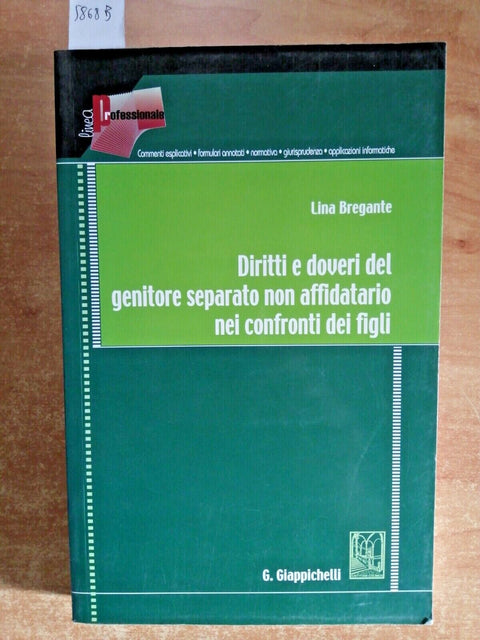 5868 B
linea Professionale
Commenti esplicativi • formulari annotati • normativa • giurisprudenza • applicazioni informatiche
Lina Bregante
Diritti e doveri del
genitore separato non affidatario
nei confronti dei figli
G. Giappichelli